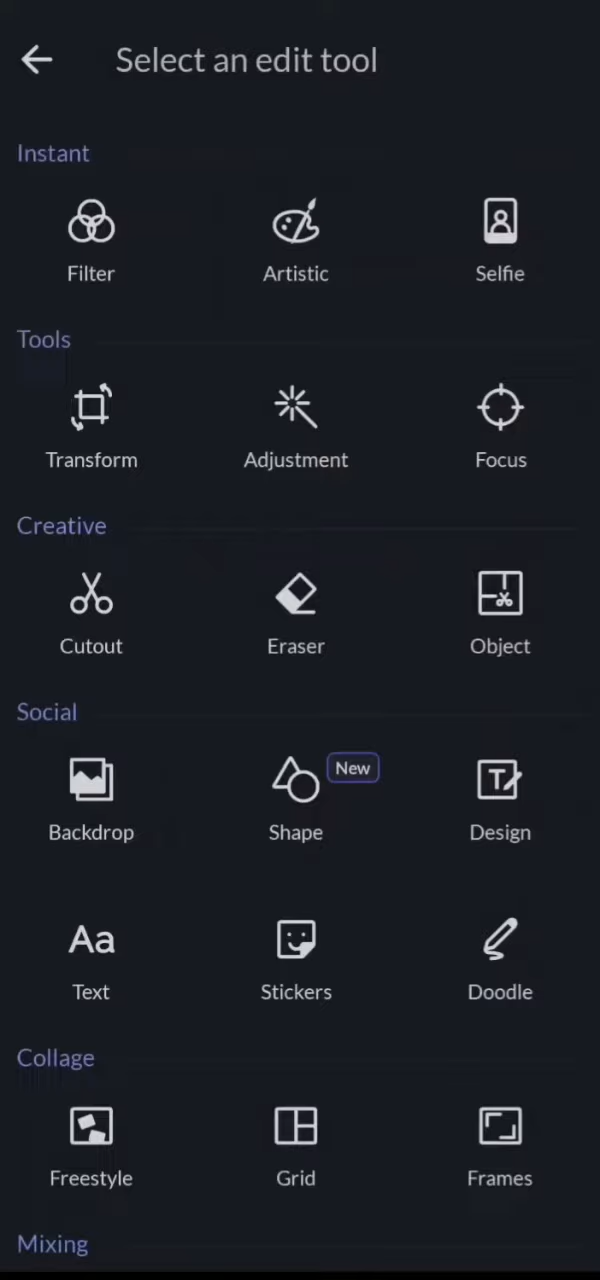 Select an edit tool
Instant
Filter Artistic Selfie
Tools
Transform Adjustment Focus
Creative
Cutout Eraser Object
Social
New
Backdrop Shape Design
Aa
Text Stickers Doodle
Collage
Freestyle Grid Frames
Mixing